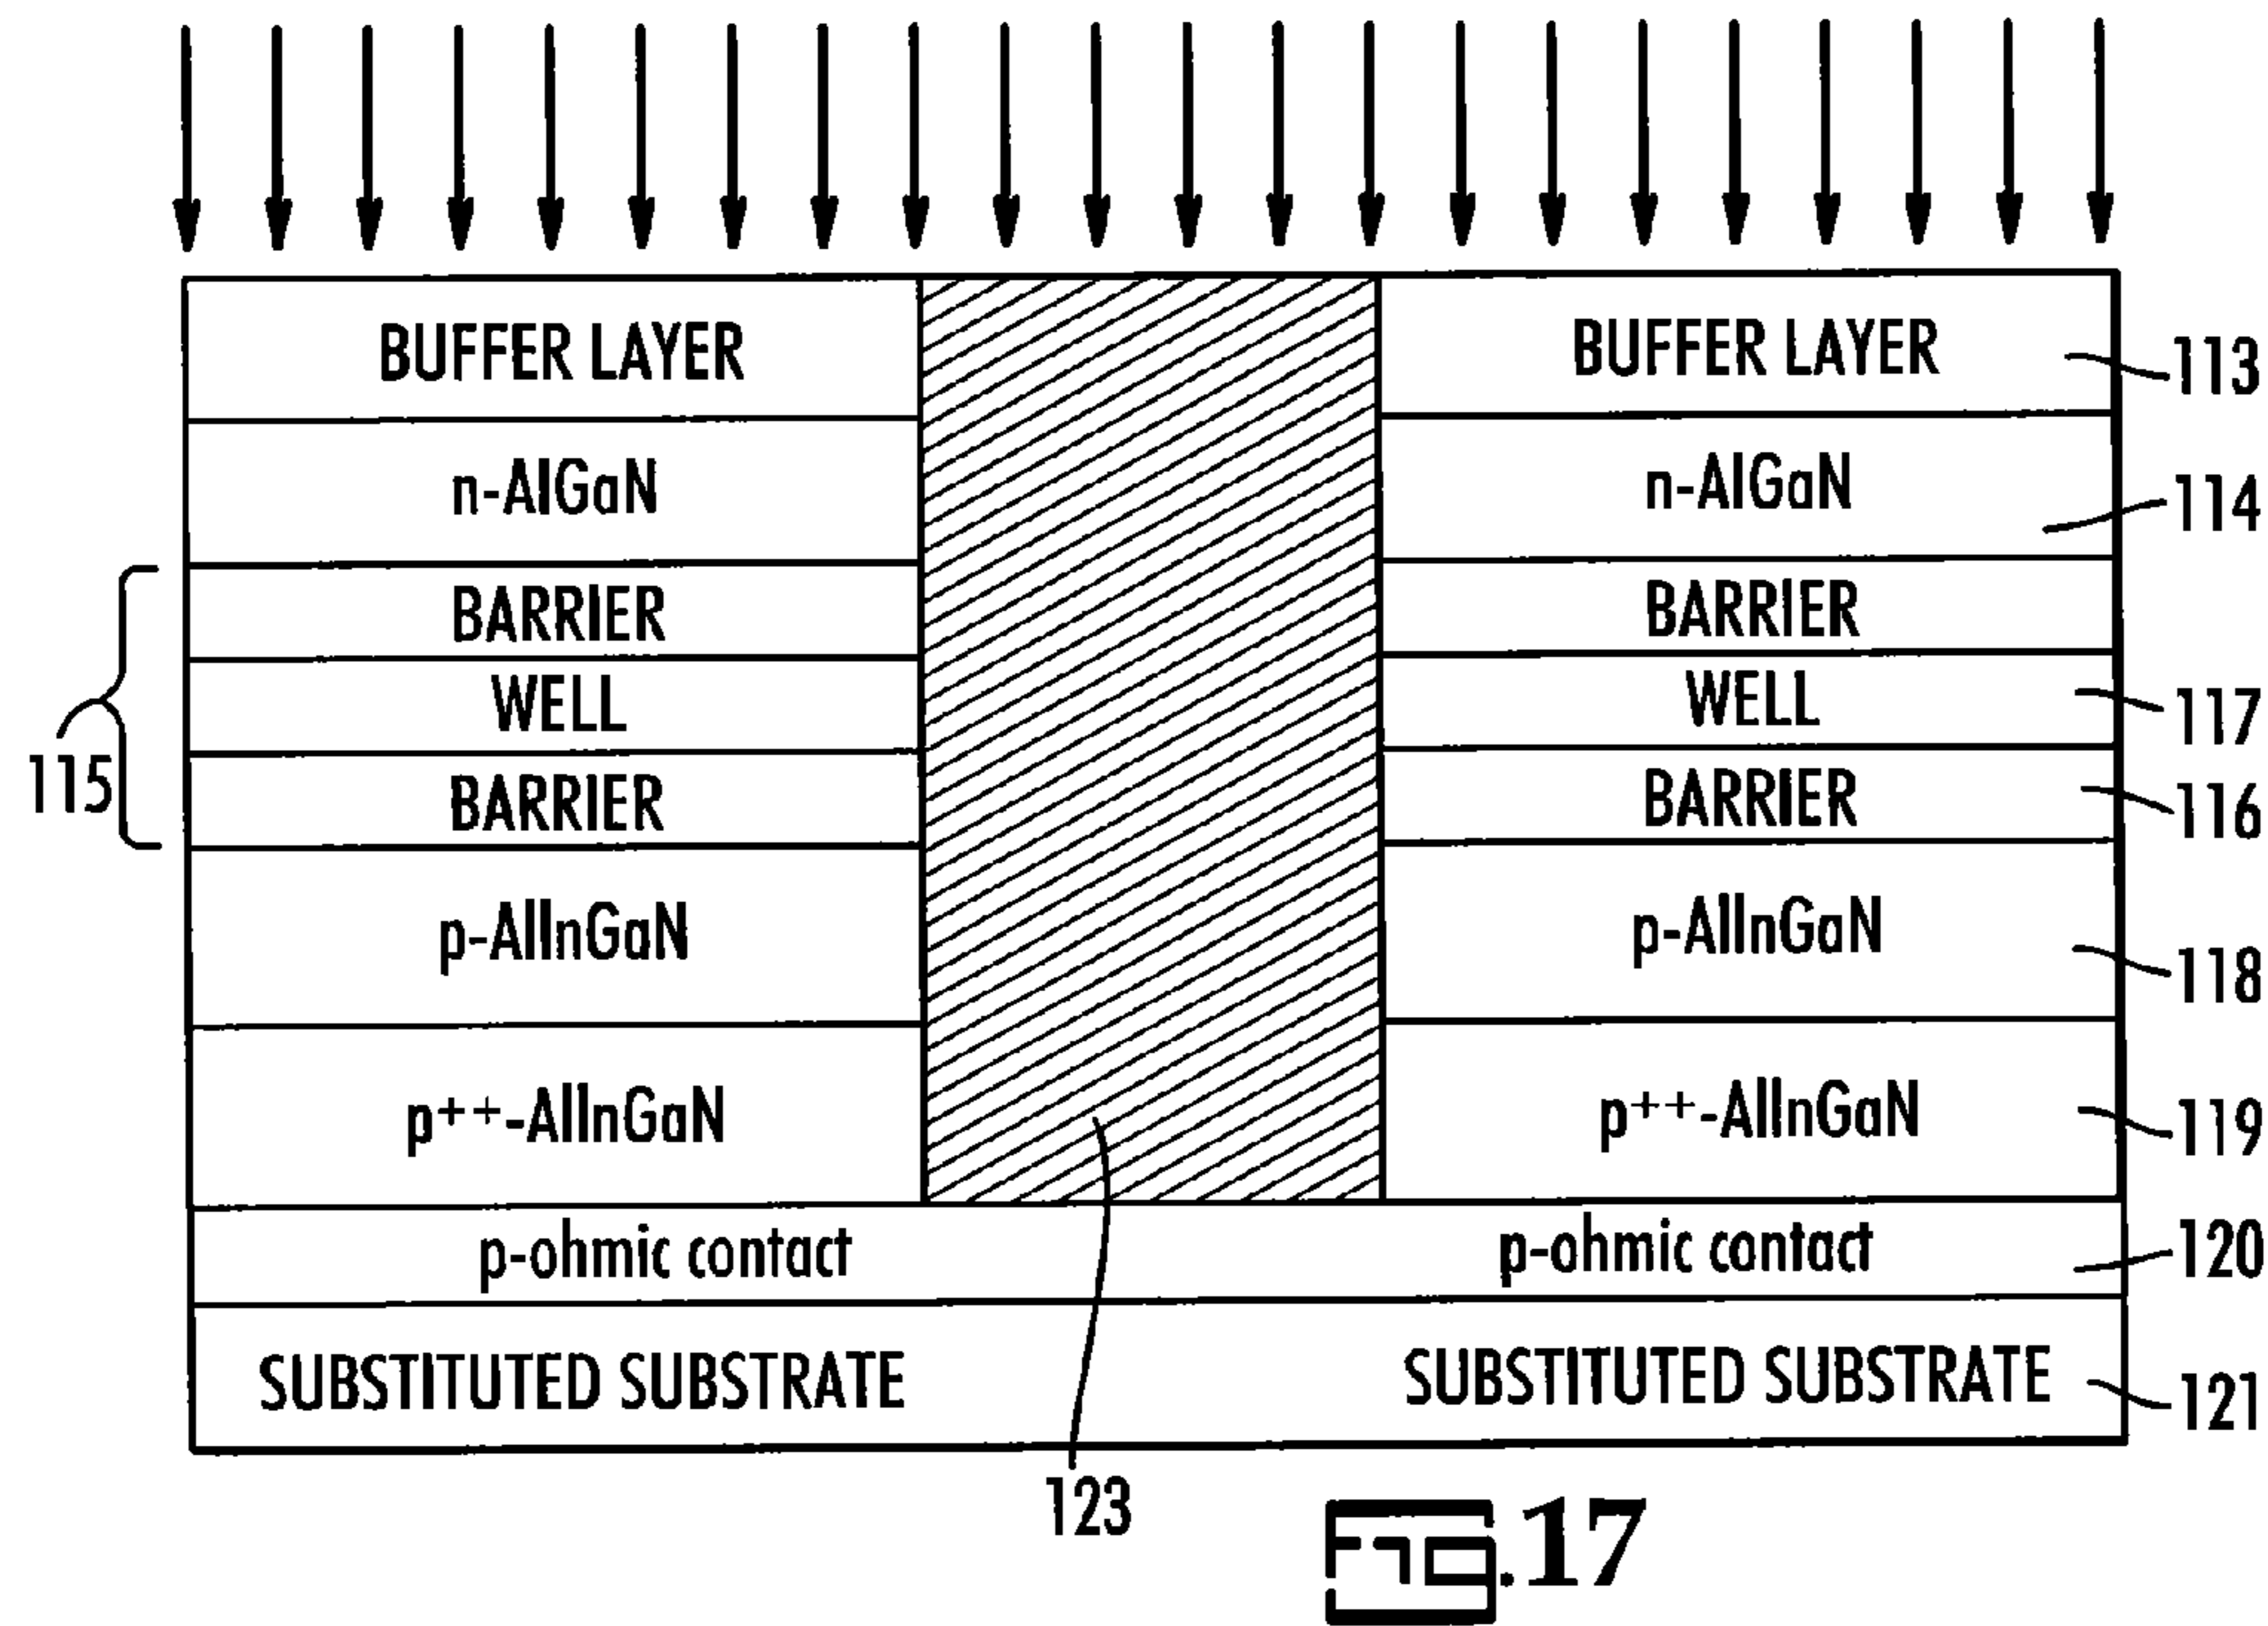 BUFFER LAYER BUFFER LAYER 113
n-AlGaN n-AlGaN 114
BARRIER BARRIER
WELL WELL 117
115 BARRIER BARRIER 116
p-AlInGaN p-AlInGaN 118
p++-AlInGaN p++-AlInGaN 119
p-ohmic contact p-ohmic contact 120
SUBSTITUTED SUBSTRATE SUBSTITUTED SUBSTRATE 121
123
FIG.17